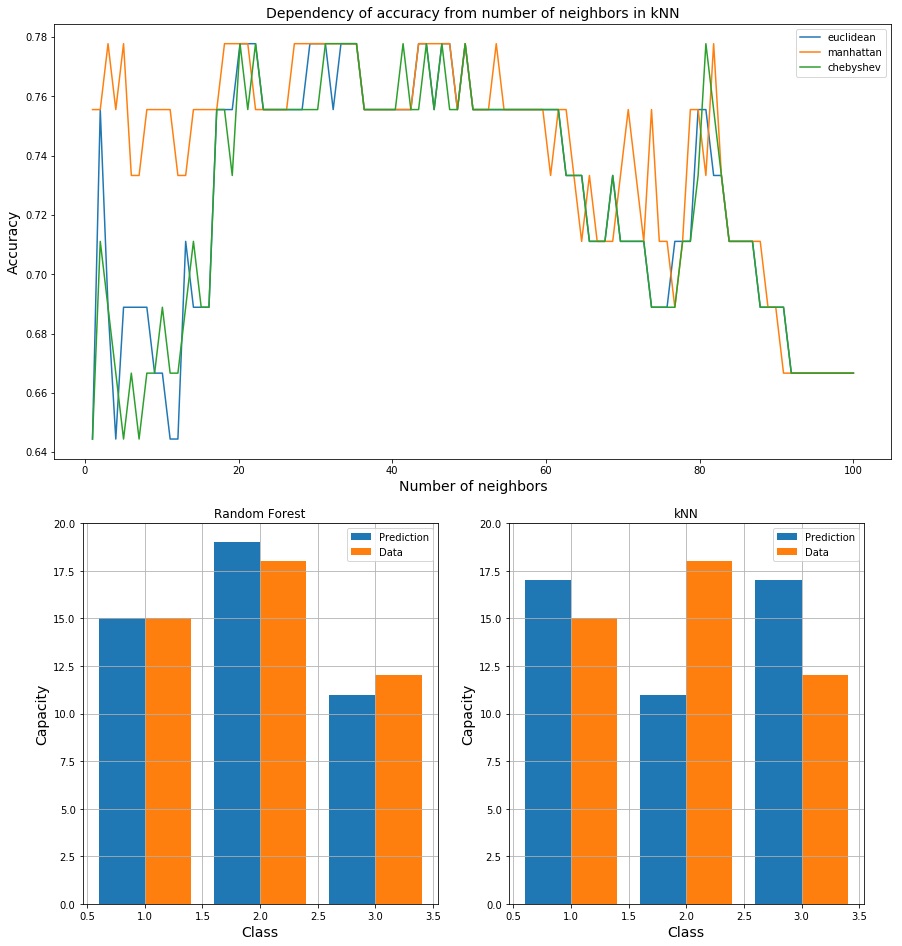 Dependency of accuracy from number of neighbors in kNN
euclidean
manhattan
chebyshev
Accuracy
0.78
0.76
0.74
0.72
0.70
0.68
0.66
0.64
0 20 40 60 80 100
Number of neighbors
Random Forest
Prediction
Data
Capacity
20.0
17.5
15.0
12.5
10.0
7.5
5.0
2.5
0.0
0.5 1.0 1.5 2.0 2.5 3.0 3.5
Class
kNN
Prediction
Data
Capacity
20.0
17.5
15.0
12.5
10.0
7.5
5.0
2.5
0.0
0.5 1.0 1.5 2.0 2.5 3.0 3.5
Class